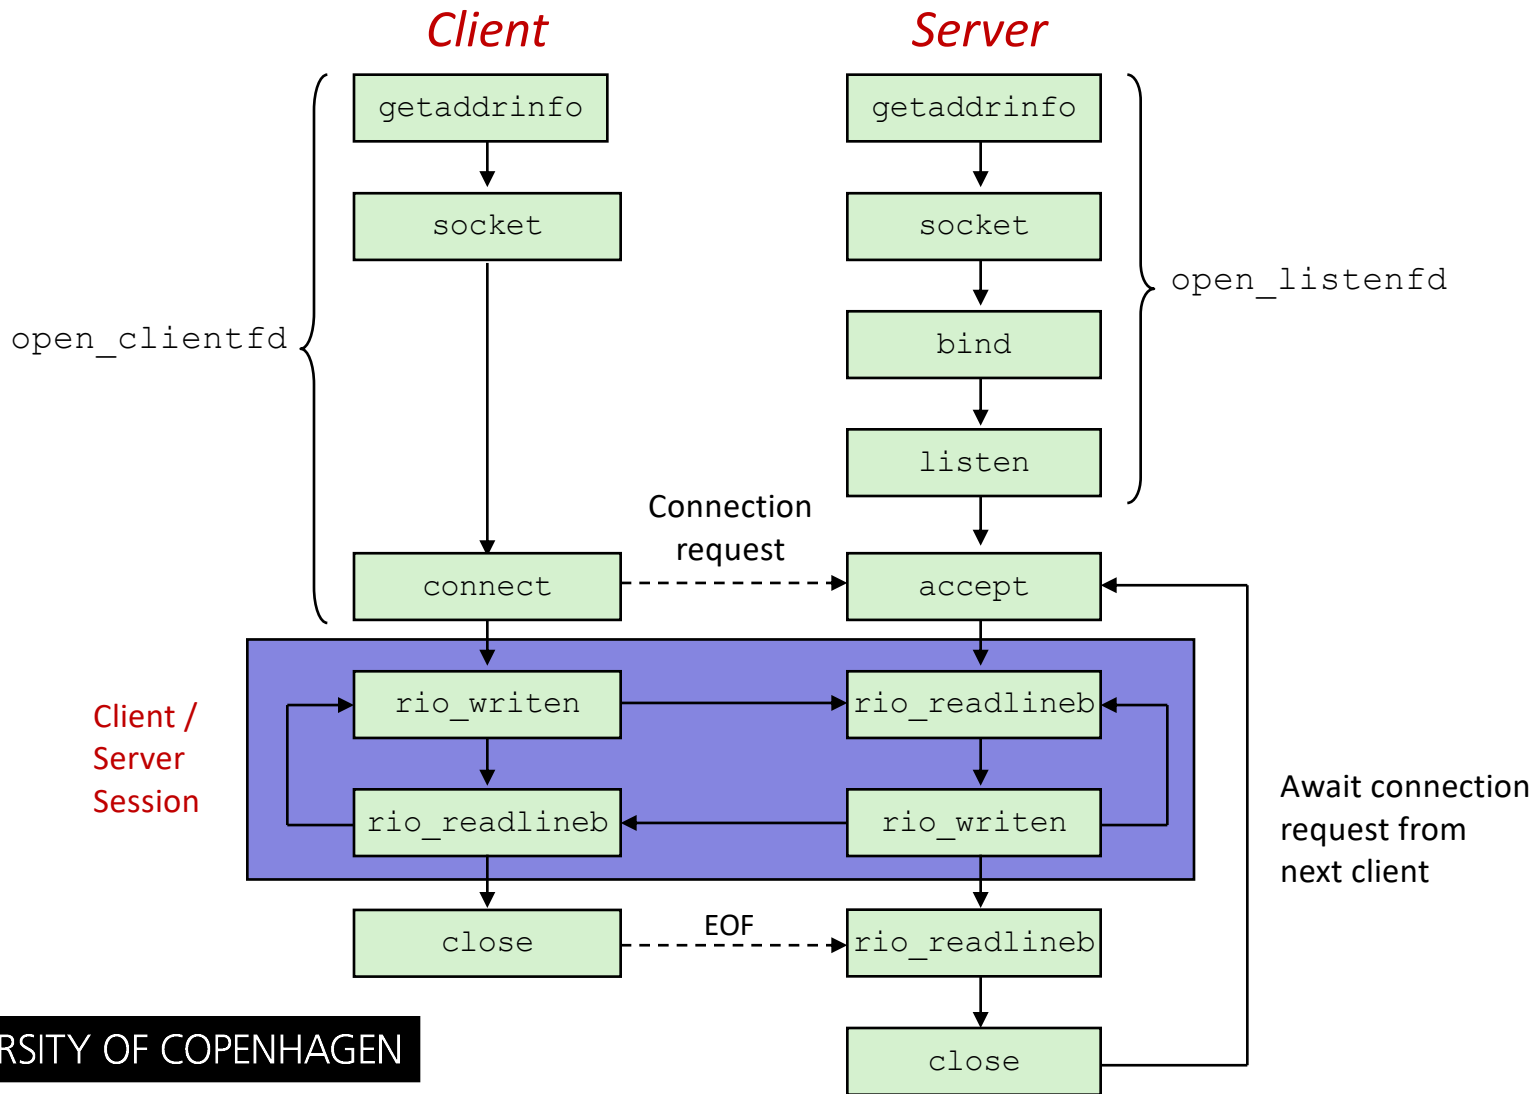 Client
Server
getaddrinfo
getaddrinfo
socket
socket
open_listenfd
open_clientfd
bind
listen
Connection
request
connect
accept
Client /
Server
Session
rio_writen
rio_readlineb
rio_readlineb
rio_writen
Await connection
request from
next client
close
EOF
rio_readlineb
RSITY OF COPENHAGEN
close